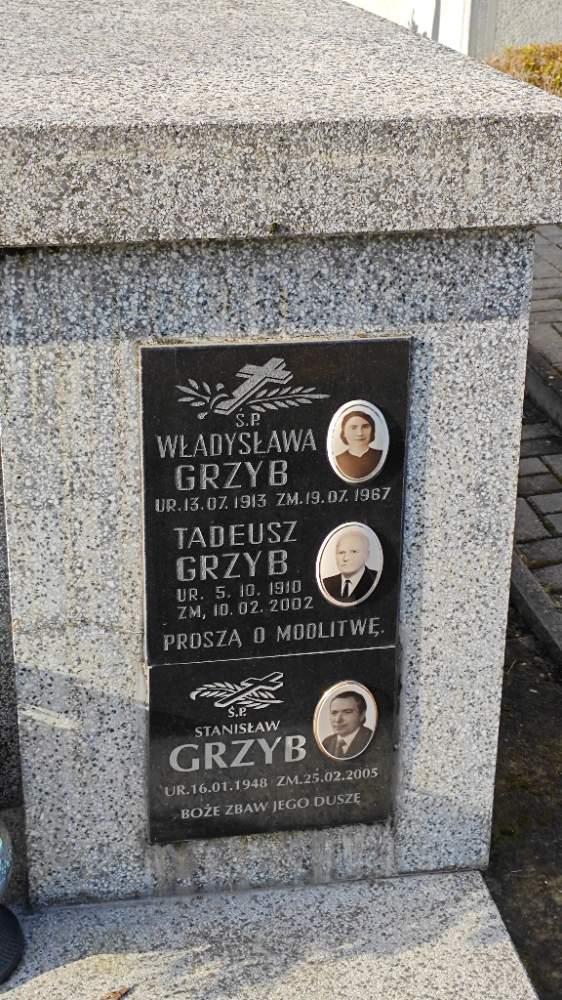 Ś.P.
WŁADYSŁAWA
GRZYB
UR.13.07.1913 ZM.19.07.1967
TADEUSZ
GRZYB
UR. 5.10.1910
ZM, 10.02.2002
PROSZĄ O MODLITWĘ.
Ś.P.
STANISŁAW
GRZYB
UR.16.01.1948 ZM.25.02.2005
BOŻE ZBAW JEGO DUSZĘ